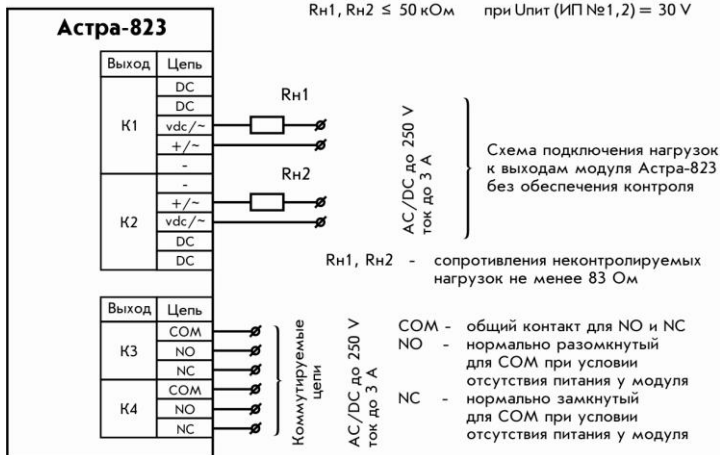 Rн1, Rн2 ≤ 50 кОм при Uпит (ИП №1,2) = 30 V
Астра-823
Выход Цепь
К1
DC
DC
vdc/~
+/~
-
К2
-
+/~
vdc/~
DC
DC
Rн1
Rн2
AC/DC до 250 V
ток до 3 А
Схема подключения нагрузок
к выходам модуля Астра-823
без обеспечения контроля
Rн1, Rн2 - сопротивления неконтролируемых
нагрузок не менее 83 Ом
Выход Цепь
К3
COM
NO
NC
К4
COM
NO
NC
Коммутируемые
цепи
AC/DC до 250 V
ток до 3 А
COM - общий контакт для NO и NC
NO - нормально разомкнутый
для COM при условии
отсутствия питания у модуля
NC - нормально замкнутый
для COM при условии
отсутствия питания у модуля